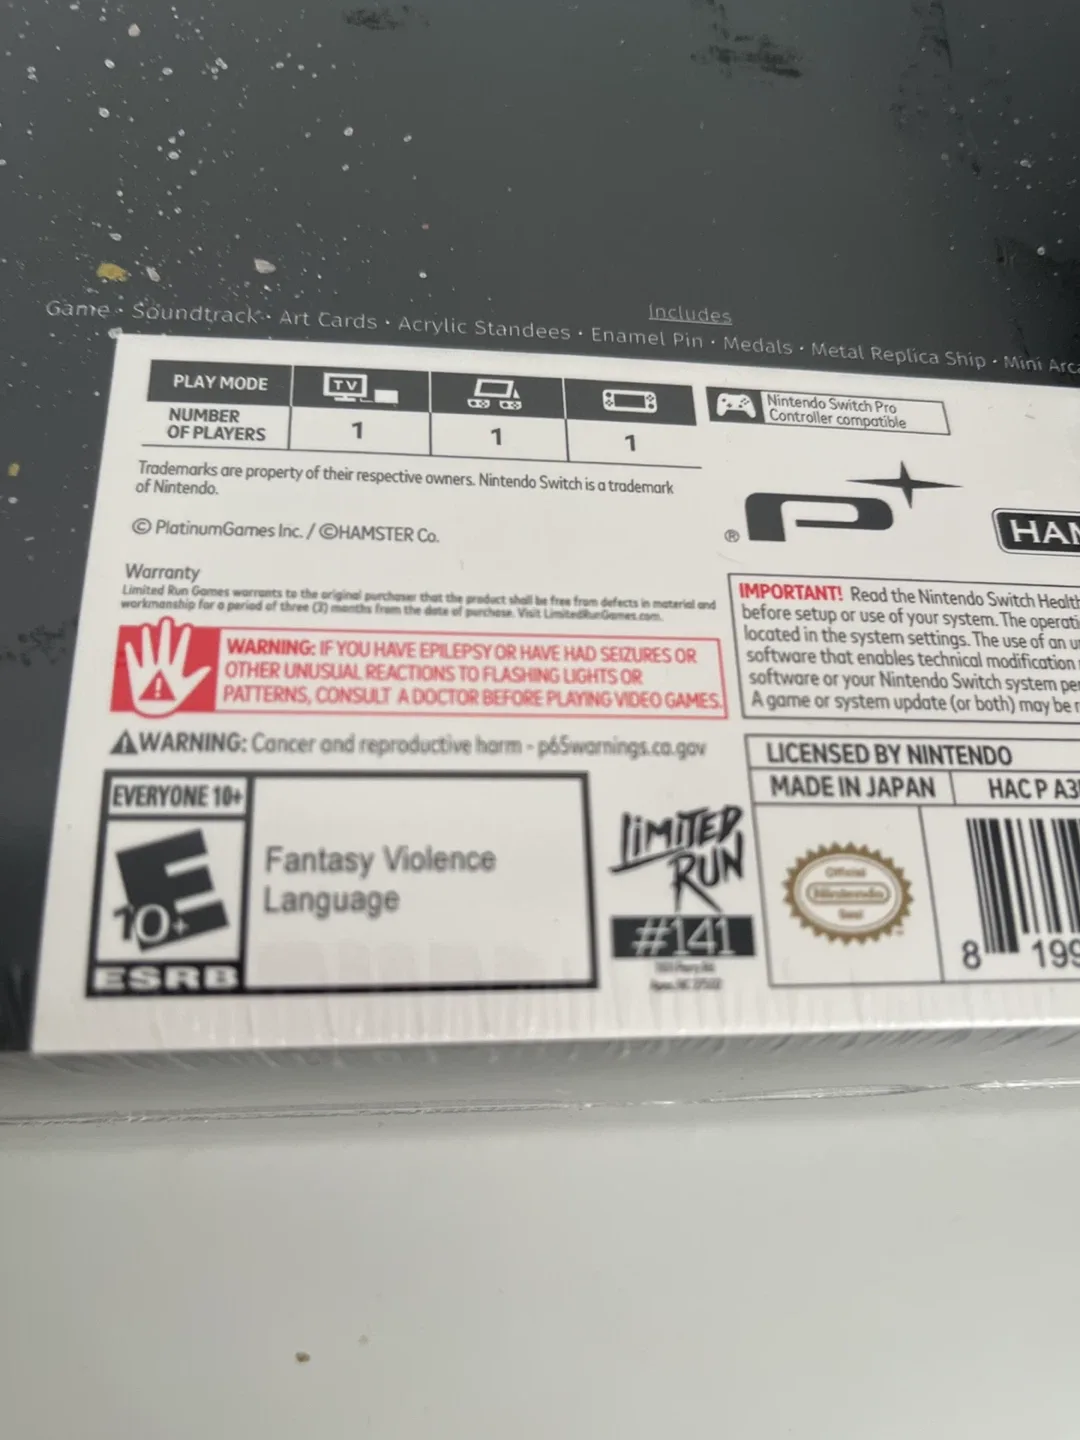 Includes
Game • Soundtrack • Art Cards • Acrylic Standees • Enamel Pin • Medals • Metal Replica Ship • Mini
PLAY MODE
TV
NUMBER
OF PLAYERS
1
1
1
Nintendo Switch Pro
Controller compatible
Trademarks are property of their respective owners. Nintendo Switch is a trademark
of Nintendo.
© PlatinumGames Inc. / ©HAMSTER Co.
®
Warranty
Limited Run Games warrants to the original purchaser that the product shall be free from defects in material and
workmanship for a period of three (3) months from the date of purchase. Visit LimitedRunGames.com.
WARNING: IF YOU HAVE EPILEPSY OR HAVE HAD SEIZURES OR
OTHER UNUSUAL REACTIONS TO FLASHING LIGHTS OR
PATTERNS, CONSULT A DOCTOR BEFORE PLAYING VIDEO GAMES.
WARNING: Cancer and reproductive harm - p65warnings.ca.gov
IMPORTANT! Read the Nintendo Switch Health
before setup or use of your system. The
located in the system settings. The use of an
software that enables technical modification
software or your Nintendo Switch system
A game or system update (or both) may be
EVERYONE 10+
E
10+
ESRB
Fantasy Violence
Language
LIMITED
RUN
#141
LICENSED BY NINTENDO
MADE IN JAPAN
HAC P
Official
Nintendo
Seal
8 199